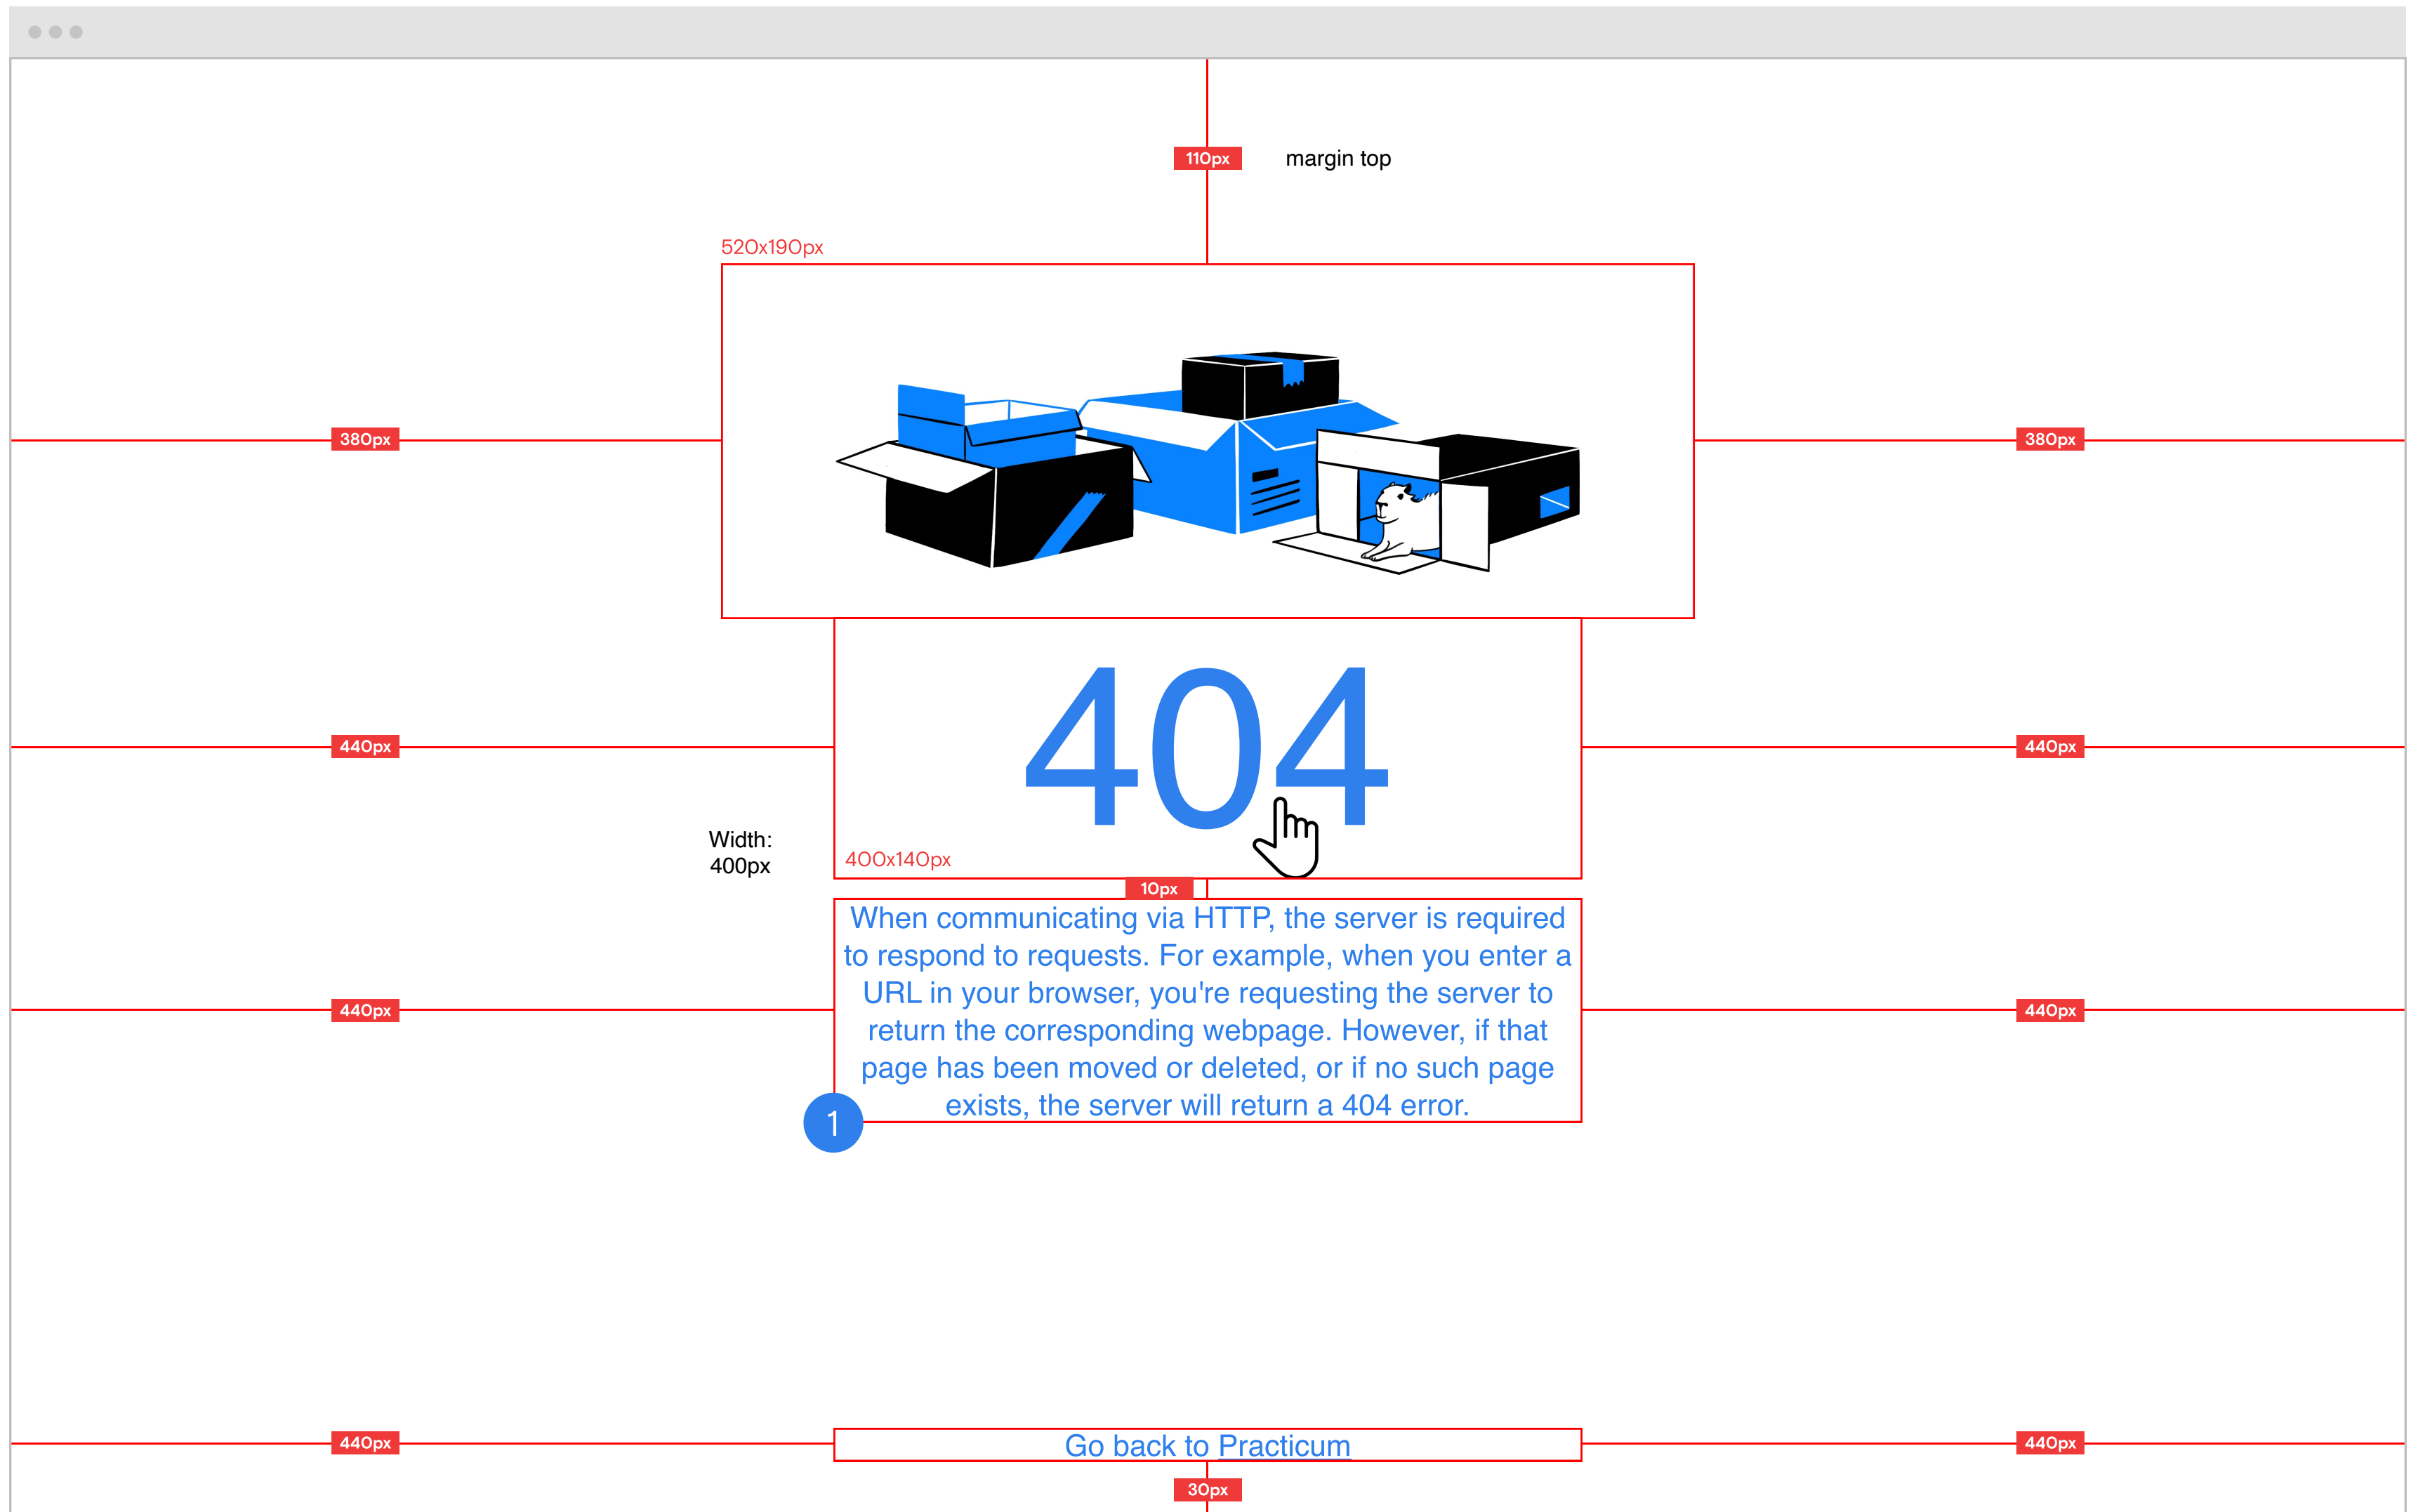 110px
margin top
520x190px
380px
380px
404
440px
440px
Width:
400px
400x140px
10px
When communicating via HTTP, the server is required
to respond to requests. For example, when you enter a
URL in your browser, you're requesting the server to
return the corresponding webpage. However, if that
page has been moved or deleted, or if no such page
exists, the server will return a 404 error.
440px
440px
1
440px
Go back to Practicum
440px
30px